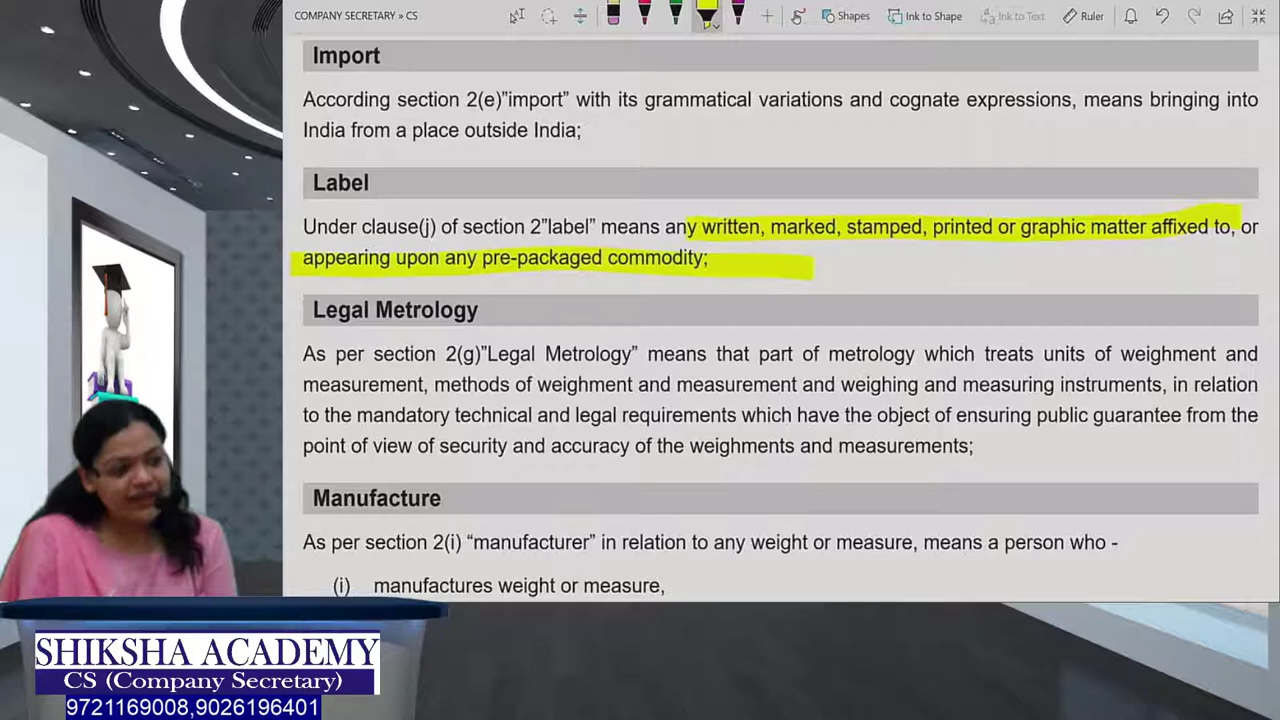 COMPANY SECRETARY » CS
Shapes
Ink to Shape
Ink to Text
Ruler
Import
According section 2(e)”import” with its grammatical variations and cognate expressions, means bringing into
India from a place outside India;
Label
Under clause(j) of section 2”label” means any written, marked, stamped, printed or graphic matter affixed to, or
appearing upon any pre-packaged commodity;
Legal Metrology
As per section 2(g)”Legal Metrology” means that part of metrology which treats units of weighment and
measurement, methods of weighment and measurement and weighing and measuring instruments, in relation
to the mandatory technical and legal requirements which have the object of ensuring public guarantee from the
point of view of security and accuracy of the weighments and measurements;
Manufacture
As per section 2(i) “manufacturer” in relation to any weight or measure, means a person who -
(i) manufactures weight or measure,
SHIKSHA ACADEMY
CS (Company Secretary)
9721169008,9026196401